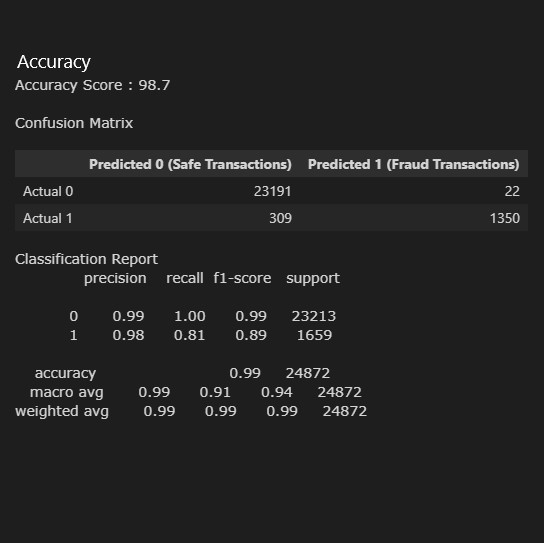 Accuracy
Accuracy Score : 98.7
Confusion Matrix
Predicted 0 (Safe Transactions) Predicted 1 (Fraud Transactions)
Actual 0 23191 22
Actual 1 309 1350
Classification Report
precision recall f1-score support
0 0.99 1.00 0.99 23213
1 0.98 0.81 0.89 1659
accuracy 0.99 24872
macro avg 0.99 0.91 0.94 24872
weighted avg 0.99 0.99 0.99 24872